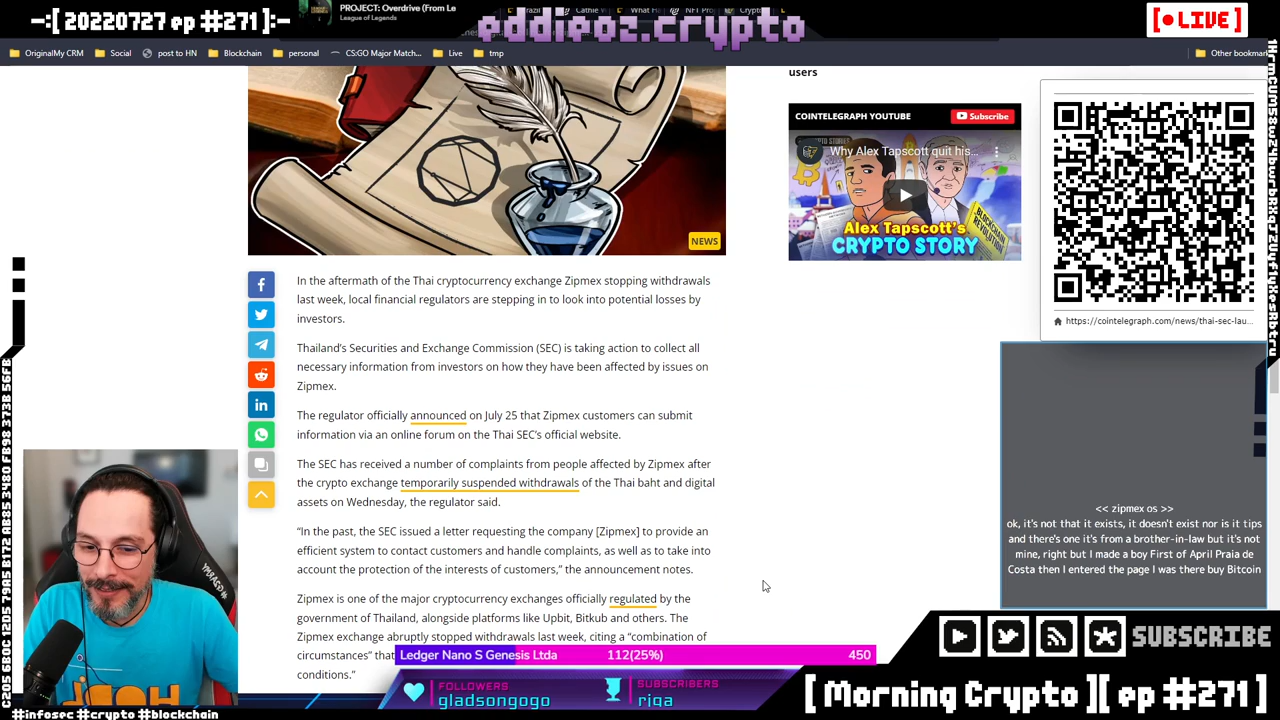 -:[ 20220727 ep #271 ]:-
PROJECT: Overdrive (From Le
League of Legends
eddieoz.crypto
[●LIVE]
OriginalMy CRM
Social
post to HN
Blockchain
personal
CS:GO Major Match...
Live
tmp
Other bookmar
users
COINTELEGRAPH YOUTUBE
Subscribe
Why Alex Tapscott quit his...
BLOCKCHAIN REVOLUTION
Alex Tapscott's
CRYPTO STORY
NEWS
https://cointelegraph.com/news/thai-sec-lau...
In the aftermath of the Thai cryptocurrency exchange Zipmex stopping withdrawals
last week, local financial regulators are stepping in to look into potential losses by
investors.
Thailand's Securities and Exchange Commission (SEC) is taking action to collect all
necessary information from investors on how they have been affected by issues on
Zipmex.
The regulator officially announced on July 25 that Zipmex customers can submit
information via an online forum on the Thai SEC's official website.
The SEC has received a number of complaints from people affected by Zipmex after
the crypto exchange temporarily suspended withdrawals of the Thai baht and digital
assets on Wednesday, the regulator said.
“In the past, the SEC issued a letter requesting the company [Zipmex] to provide an
efficient system to contact customers and handle complaints, as well as to take into
account the protection of the interests of customers,” the announcement notes.
Zipmex is one of the major cryptocurrency exchanges officially regulated by the
government of Thailand, alongside platforms like Upbit, Bitkub and others. The
Zipmex exchange abruptly stopped withdrawals last week, citing a “combination of
circumstances” that
conditions.”
<< zipmex os >>
ok, it's not that it exists, it doesn't exist nor is it tips
and there's one it's from a brother-in-law but it's not
mine, right but I made a boy First of April Praia de
Costa then I entered the page I was there buy Bitcoin
Ledger Nano S Genesis Ltda 112(25%) 450
FOLLOWERS
gladsongogo
SUBSCRIBERS
rjga
SUBSCRIBE
[ Morning Crypto ][ ep #271 ]
#infosec #crypto #blockchain